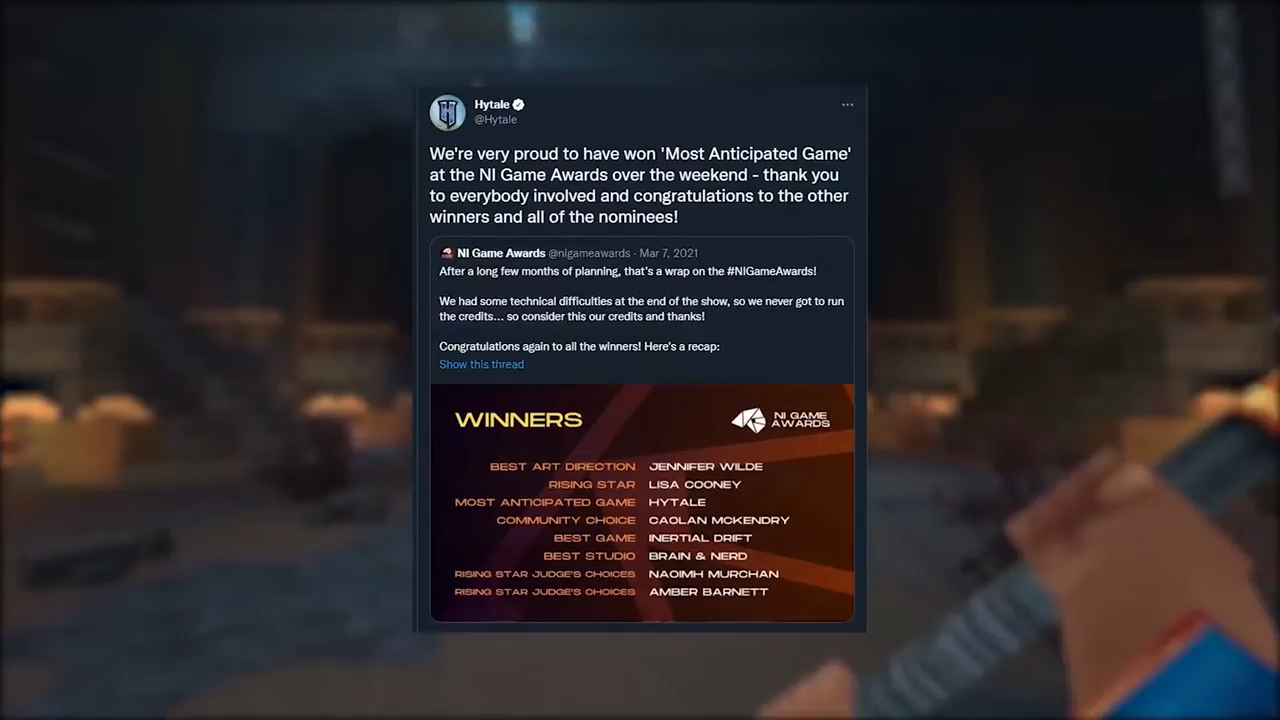 Hytale
@Hytale
We're very proud to have won 'Most Anticipated Game'
at the NI Game Awards over the weekend - thank you
to everybody involved and congratulations to the other
winners and all of the nominees!
NI Game Awards @nigameawards · Mar 7, 2021
After a long few months of planning, that's a wrap on the #NIGameAwards!
We had some technical difficulties at the end of the show, so we never got to run
the credits... so consider this our credits and thanks!
Congratulations again to all the winners! Here's a recap:
Show this thread
WINNERS
NI GAME
AWARDS
BEST ART DIRECTION JENNIFER WILDE
RISING STAR LISA COONEY
MOST ANTICIPATED GAME HYTALE
COMMUNITY CHOICE CAOLAN MCKENDRY
BEST GAME INERTIAL DRIFT
BEST STUDIO BRAIN & NERD
RISING STAR JUDGE'S CHOICES NAOIMH MURCHAN
RISING STAR JUDGE'S CHOICES AMBER BARNETT